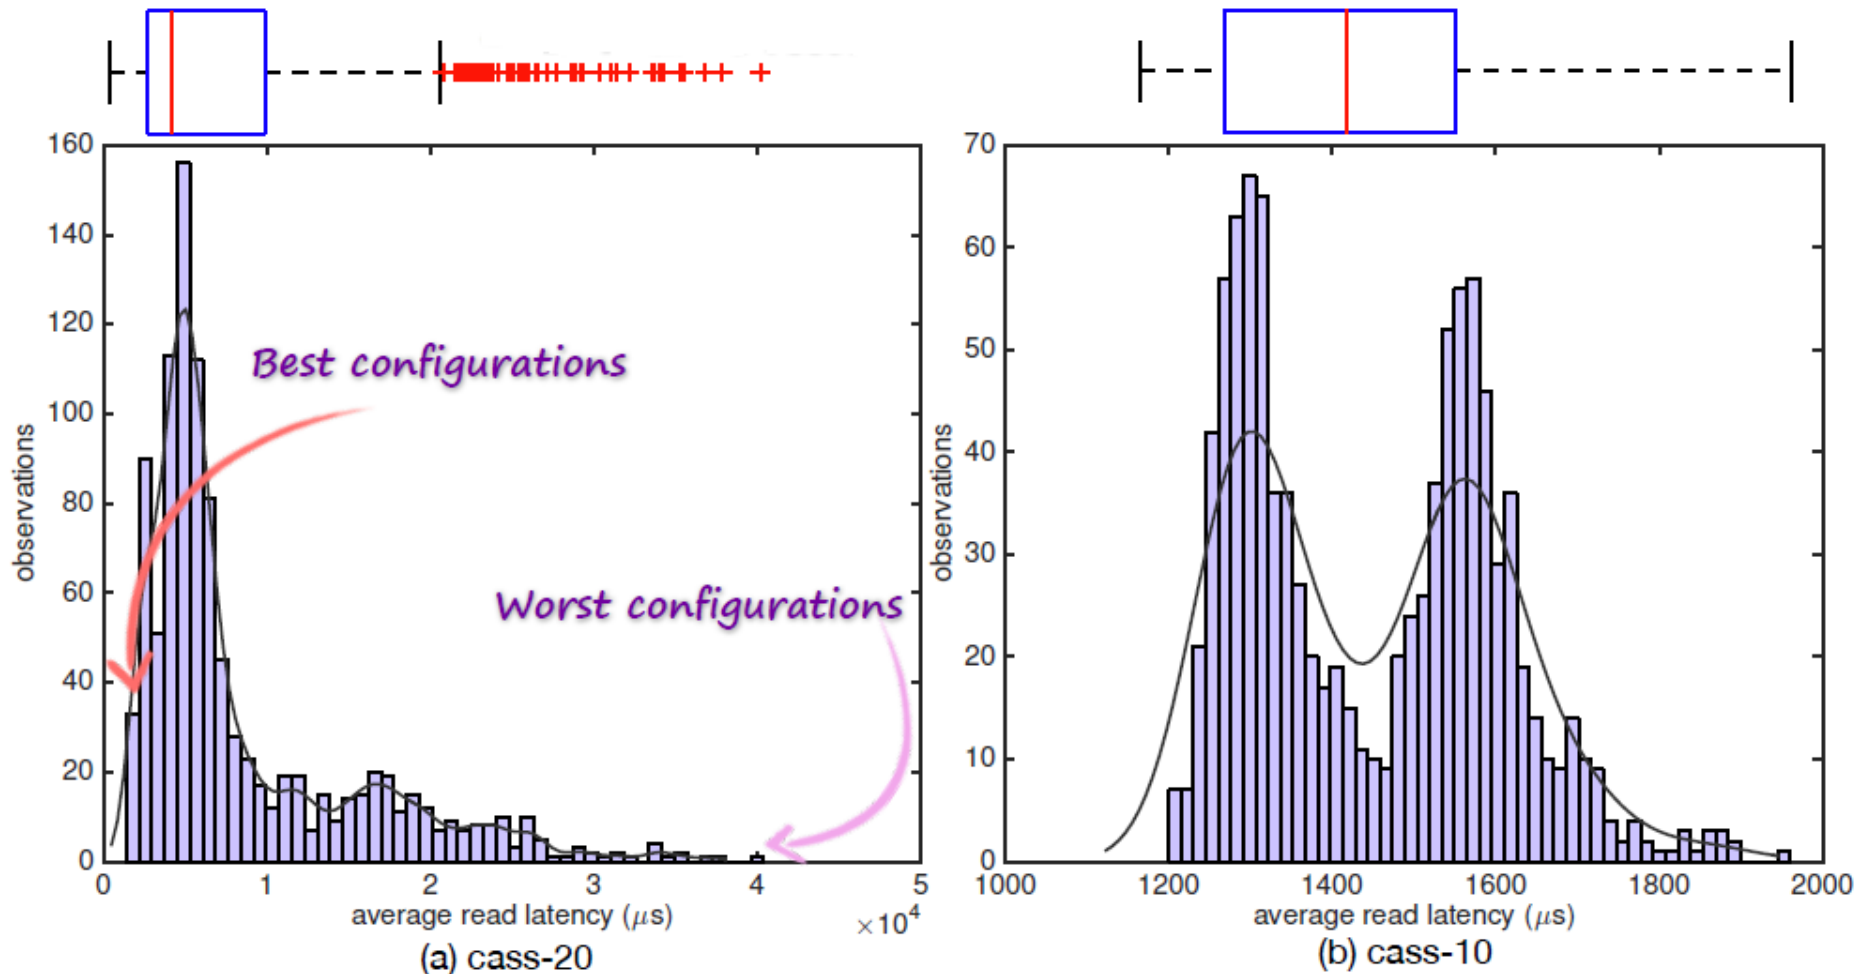 160
140
120
100
80
60
40
20
0
observations
Best configurations
Worst configurations
0 1 2 3 4 5
average read latency (μs)
×10⁴
(a) cass-20
70
60
50
40
30
20
10
0
observations
1000 1200 1400 1600 1800 2000
average read latency (μs)
(b) cass-10